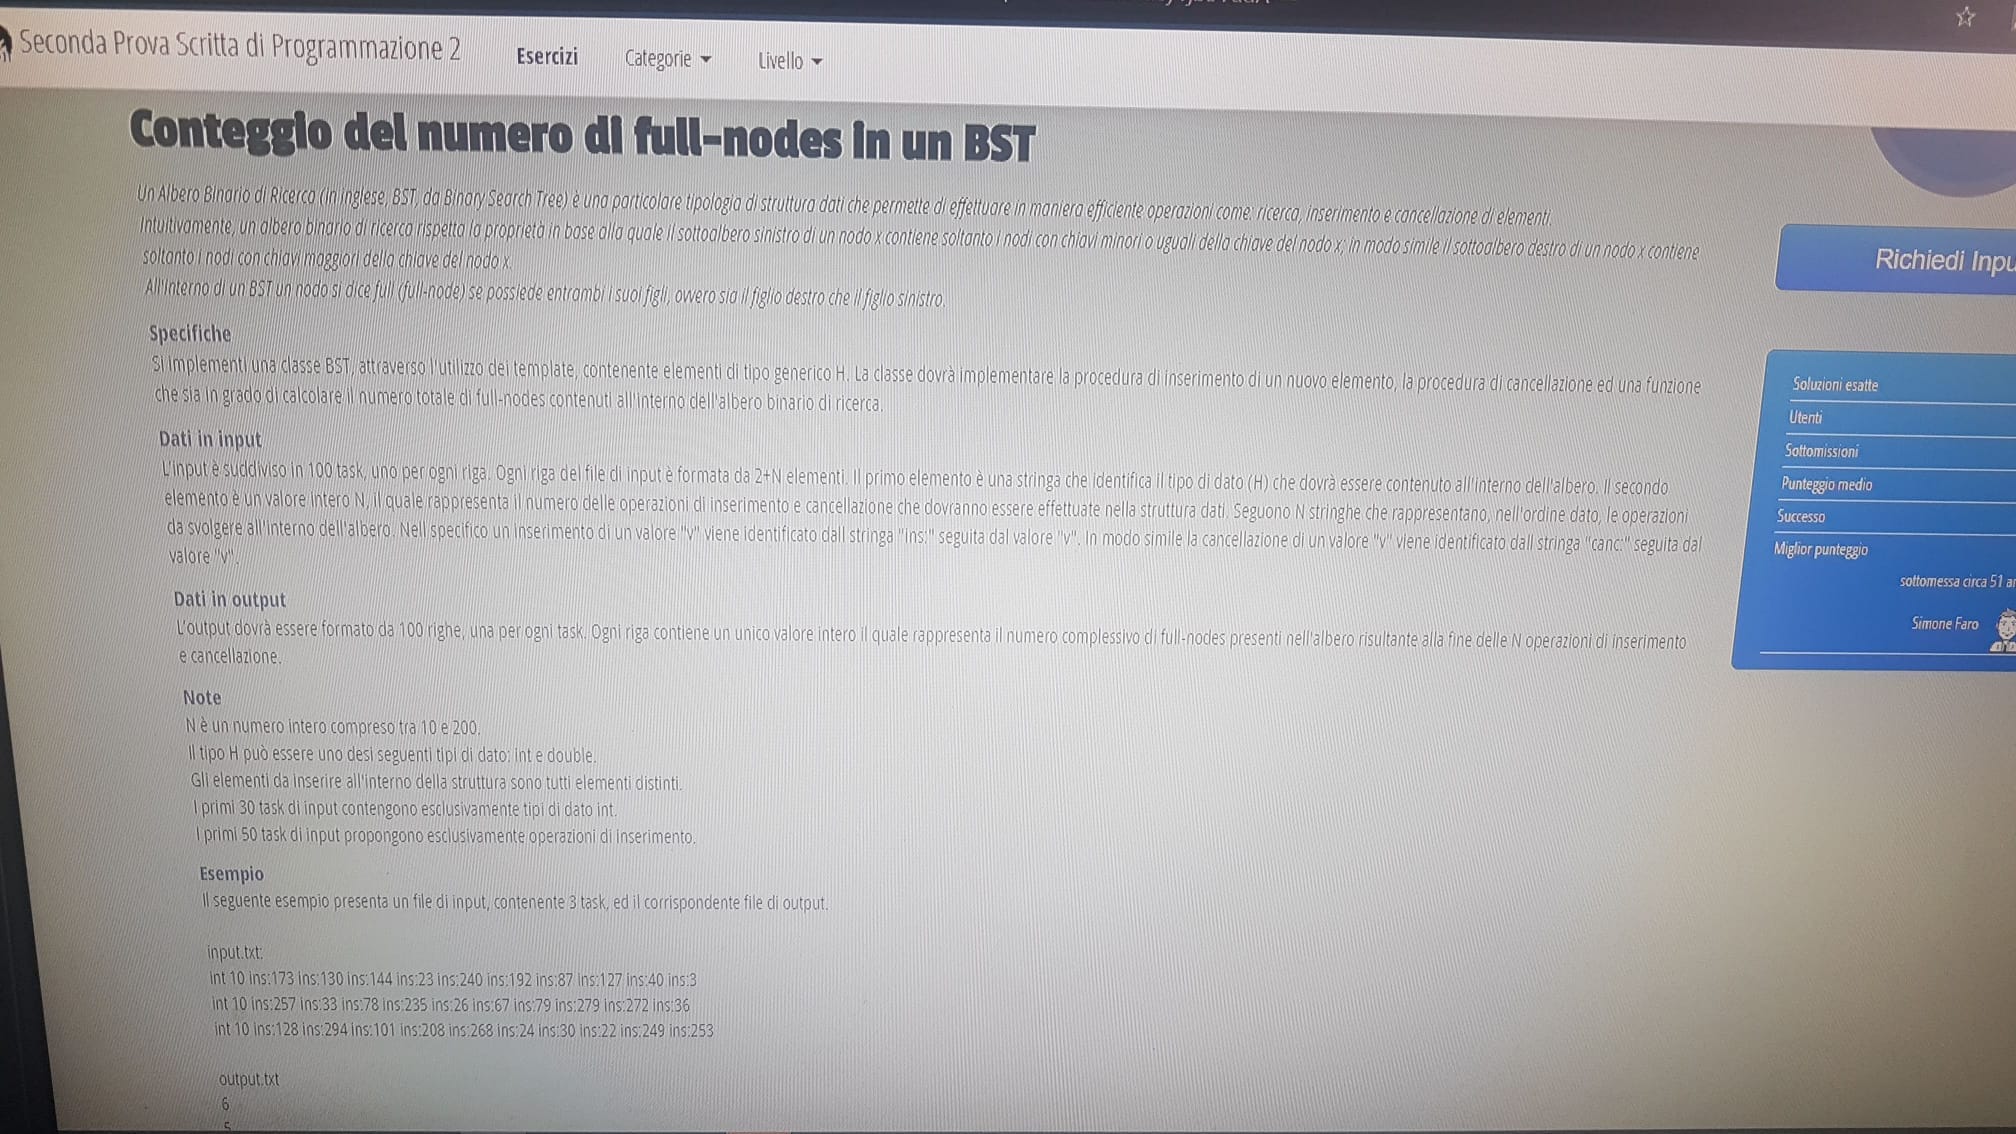 Seconda Prova Scritta di Programmazione 2
Esercizi
Categorie
Livello
Conteggio del numero di full-nodes in un BST
Un Albero Binario di Ricerca (in inglese, BST, da Binary Search Tree) è una particolare tipologia di struttura dati che permette di effettuare in maniera efficiente operazioni come: ricerca, inserimento e cancellazione di elementi.
Intuitivamente, un albero binario di ricerca rispetta la proprietà in base alla quale il sottoalbero sinistro di un nodo x contiene soltanto i nodi con chiavi minori o uguali della chiave del nodo x; in modo simile il sottoalbero destro di un nodo x contiene
soltanto i nodi con chiavi maggiori della chiave del nodo x.
All'interno di un BST un nodo si dice full (full-node) se possiede entrambi i suoi figli, ovvero sia il figlio destro che il figlio sinistro.
Specifiche
Si implementi una classe BST, attraverso l'utilizzo dei template, contenente elementi di tipo generico H. La classe dovrà implementare la procedura di inserimento di un nuovo elemento, la procedura di cancellazione ed una funzione
che sia in grado di calcolare il numero totale di full-nodes contenuti all'interno dell'albero binario di ricerca.
Dati in input
L'input è suddiviso in 100 task, uno per ogni riga. Ogni riga del file di input è formata da 2+N elementi. Il primo elemento è una stringa che identifica il tipo di dato (H) che dovrà essere contenuto all'interno dell'albero. Il secondo
elemento è un valore intero N, il quale rappresenta il numero delle operazioni di inserimento e cancellazione che dovranno essere effettuate nella struttura dati. Seguono N stringhe che rappresentano, nell'ordine dato, le operazioni
da svolgere all'interno dell'albero. Nell specifico un inserimento di un valore "v" viene identificato dall stringa "ins:" seguita dal valore "v". In modo simile la cancellazione di un valore "v" viene identificato dall stringa "canc:" seguita dal
valore "v".
Dati in output
L'output dovrà essere formato da 100 righe, una per ogni task. Ogni riga contiene un unico valore intero il quale rappresenta il numero complessivo di full-nodes presenti nell'albero risultante alla fine delle N operazioni di inserimento
e cancellazione.
Note
N è un numero intero compreso tra 10 e 200.
Il tipo H può essere uno desi seguenti tipi di dato: int e double.
Gli elementi da inserire all'interno della struttura sono tutti elementi distinti.
I primi 30 task di input contengono esclusivamente tipi di dato int.
I primi 50 task di input propongono esclusivamente operazioni di inserimento.
Esempio
Il seguente esempio presenta un file di input, contenente 3 task, ed il corrispondente file di output.
input.txt:
int 10 ins:173 ins:130 ins:144 ins:23 ins:240 ins:192 ins:87 ins:127 ins:40 ins:3
int 10 ins:257 ins:33 ins:78 ins:235 ins:26 ins:67 ins:79 ins:279 ins:272 ins:36
int 10 ins:128 ins:294 ins:101 ins:208 ins:268 ins:24 ins:30 ins:22 ins:249 ins:253
output.txt
6
5
Richiedi Inpu
Soluzioni esatte
Utenti
Sottomissioni
Punteggio medio
Successo
Miglior punteggio
sottomessa circa 51 a
Simone Faro